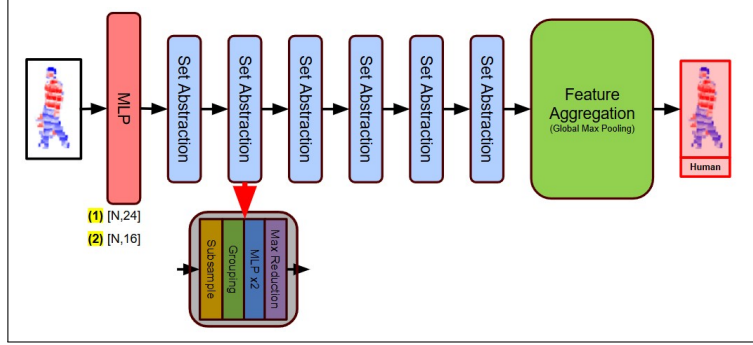 MLP
Set Abstraction
Set Abstraction
Set Abstraction
Set Abstraction
Set Abstraction
Set Abstraction
Feature
Aggregation
(Global Max Pooling)
Human
(1) [N,24]
(2) [N,16]
Subsample
Grouping
MLP x2
Max Reduction